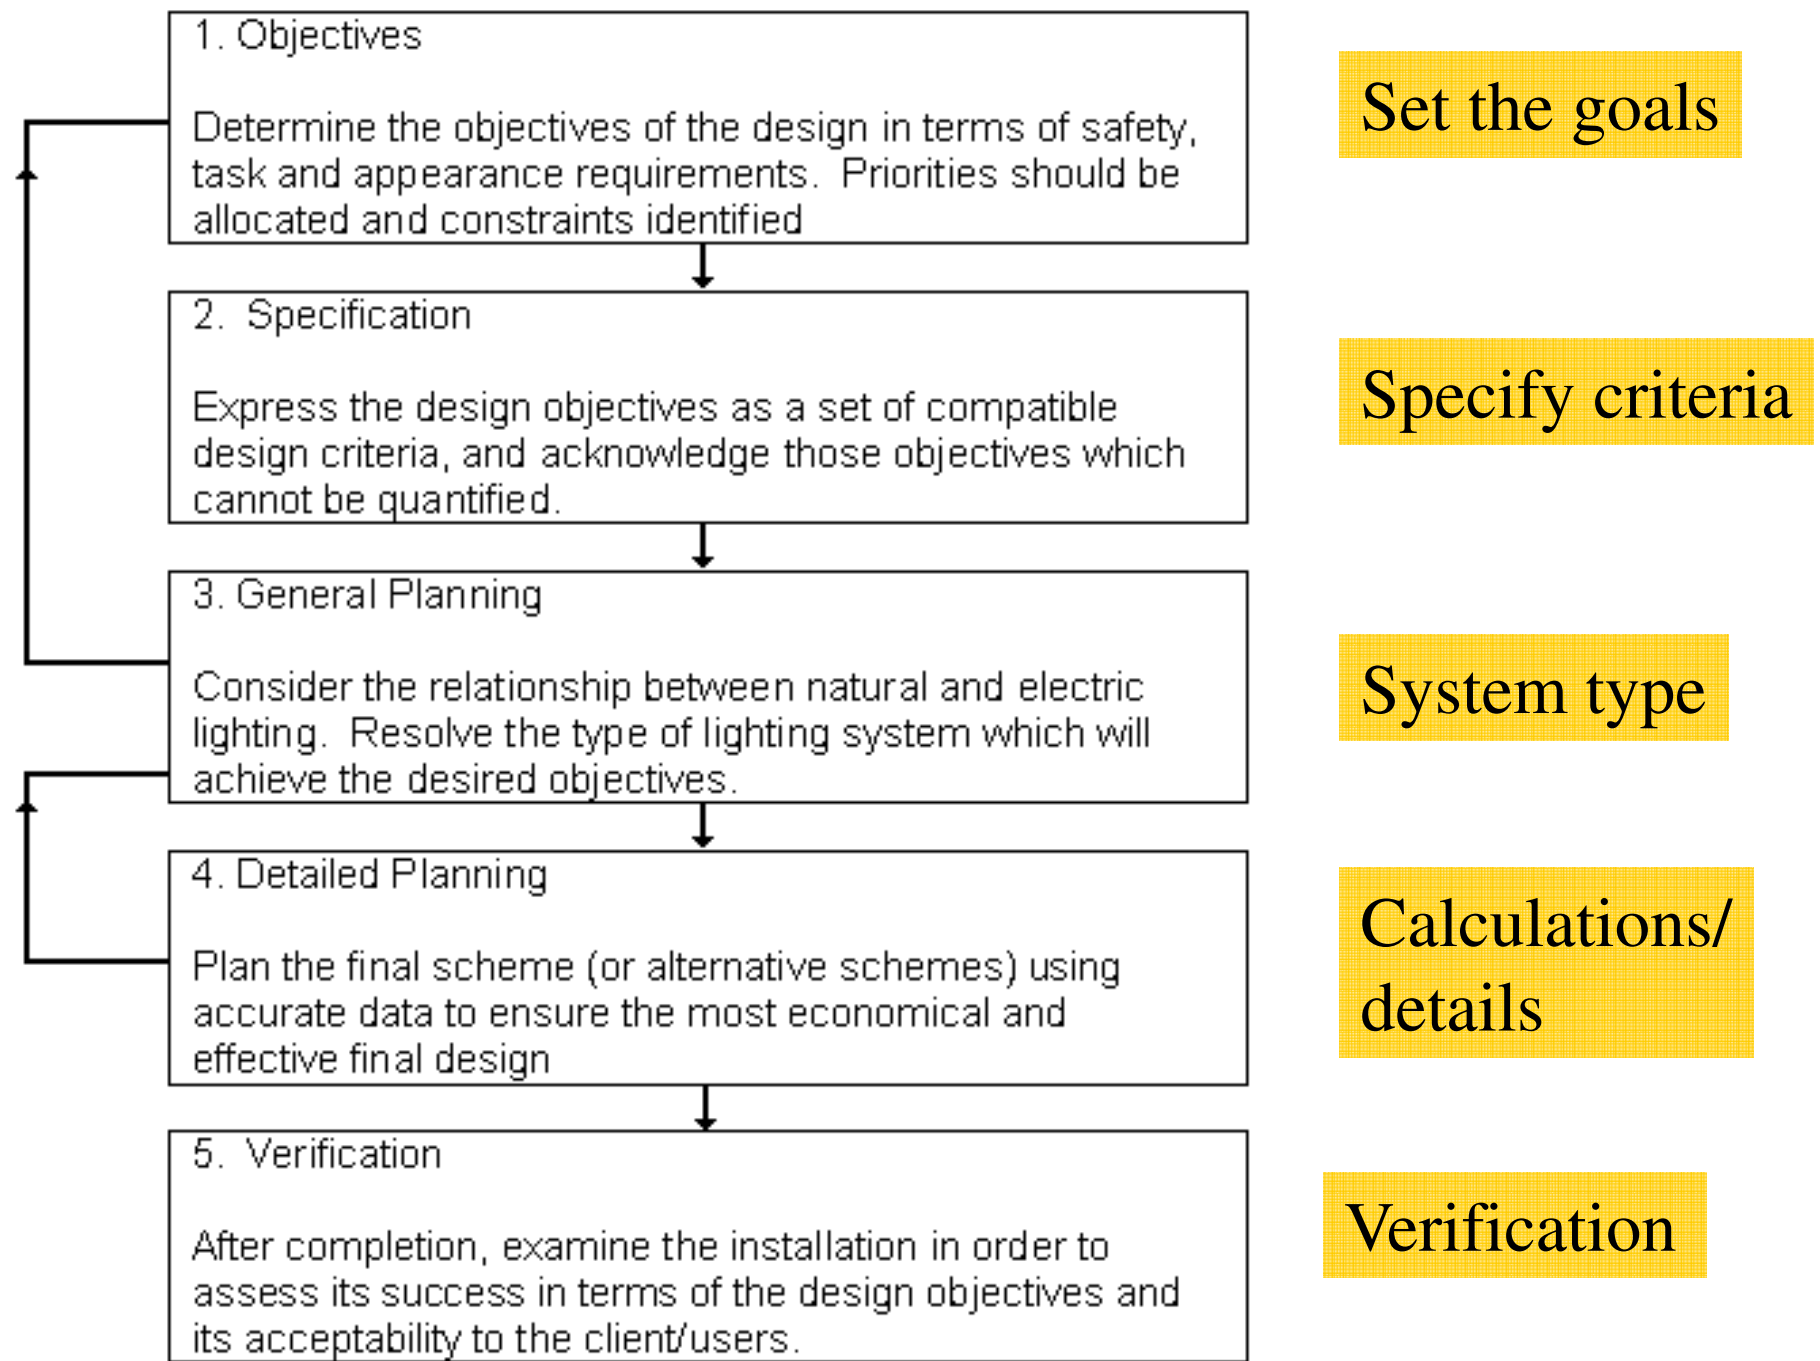 1. Objectives
Determine the objectives of the design in terms of safety,
task and appearance requirements.  Priorities should be
allocated and constraints identified
Set the goals
2.  Specification
Express the design objectives as a set of compatible
design criteria, and acknowledge those objectives which
cannot be quantified.
Specify criteria
3. General Planning
Consider the relationship between natural and electric
lighting.  Resolve the type of lighting system which will
achieve the desired objectives.
System type
4. Detailed Planning
Plan the final scheme (or alternative schemes) using
accurate data to ensure the most economical and
effective final design
Calculations/
details
5.  Verification
After completion, examine the installation in order to
assess its success in terms of the design objectives and
its acceptability to the client/users.
Verification